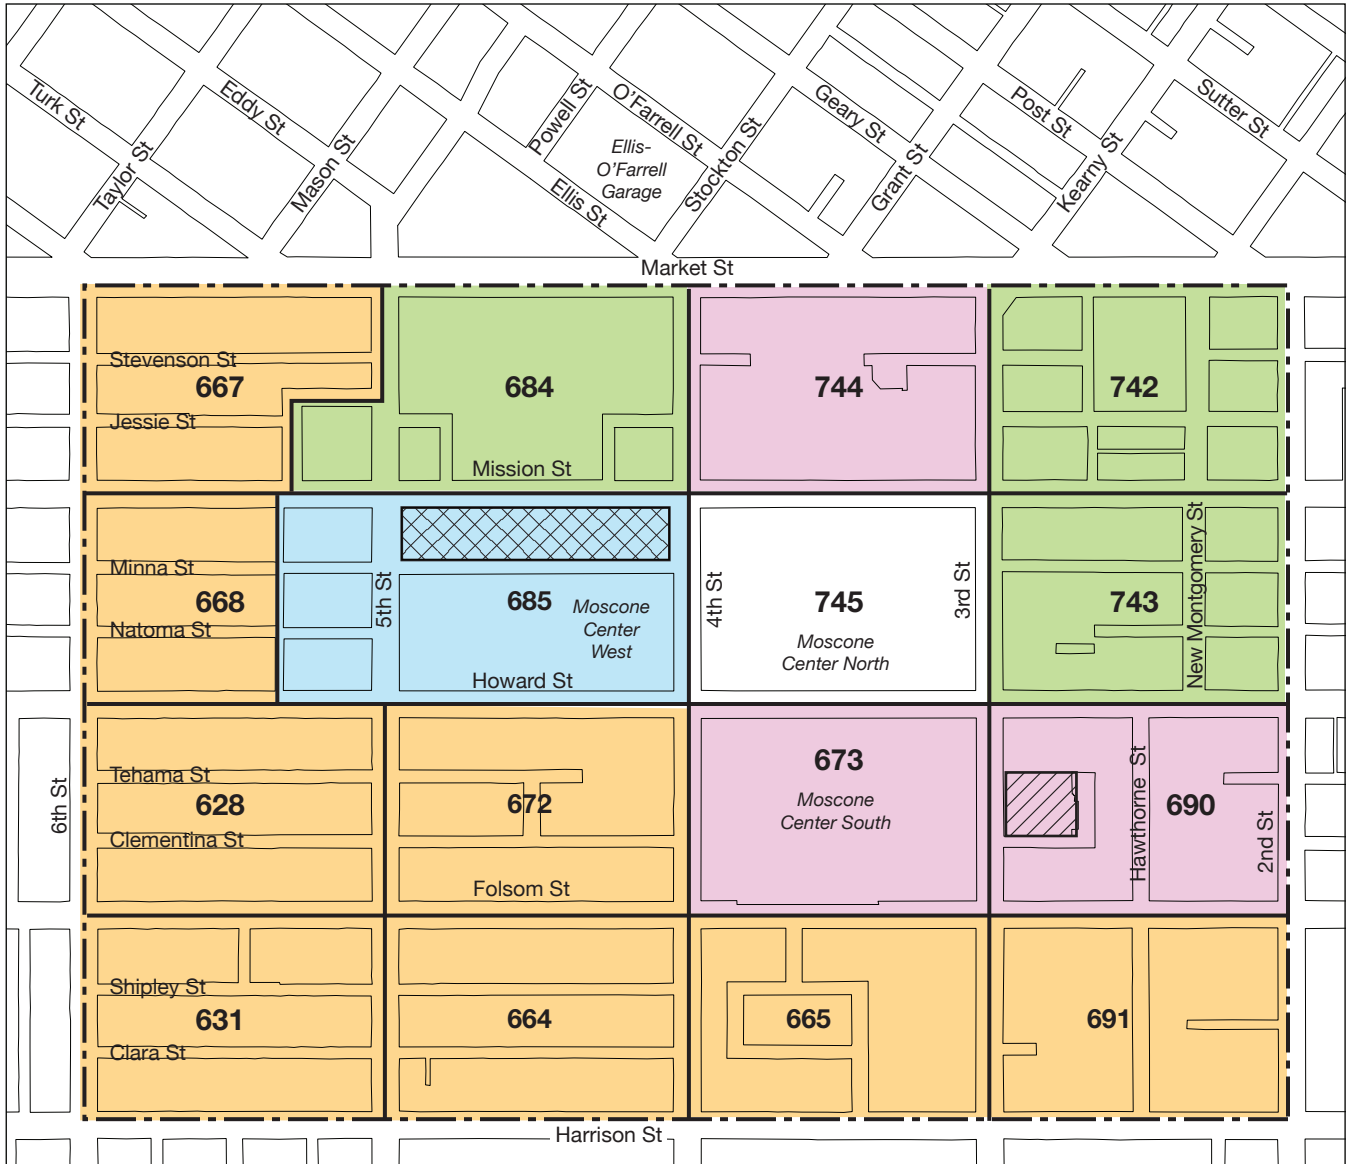 Turk St
Eddy St
Taylor St
Mason St
Powell St
O'Farrell St
Ellis-
O'Farrell
Garage
Ellis St
Stockton St
Geary St
Grant St
Post St
Kearny St
Sutter St
Market St
Stevenson St
667
Jessie St
684
Mission St
744
742
Minna St
668
Natoma St
5th St
685
Moscone
Center
West
Howard St
4th St
745
Moscone
Center North
3rd St
743
New Montgomery St
6th St
Tehama St
628
Clementina St
672
Folsom St
673
Moscone
Center South
Hawthorne St
690
2nd St
Shipley St
631
Clara St
664
665
691
Harrison St